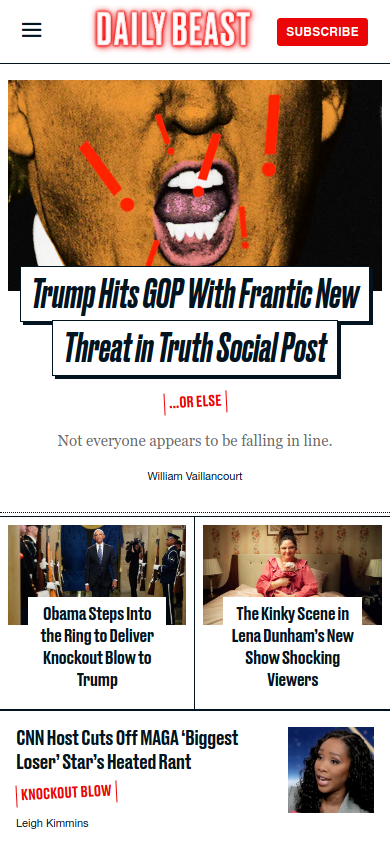 DAILY BEAST
SUBSCRIBE
Trump Hits GOP With Frantic New
Threat in Truth Social Post
...OR ELSE
Not everyone appears to be falling in line.
William Vaillancourt
Obama Steps Into
the Ring to Deliver
Knockout Blow to
Trump
The Kinky Scene in
Lena Dunham's New
Show Shocking
Viewers
CNN Host Cuts Off MAGA ‘Biggest
Loser’ Star’s Heated Rant
KNOCKOUT BLOW
Leigh Kimmins